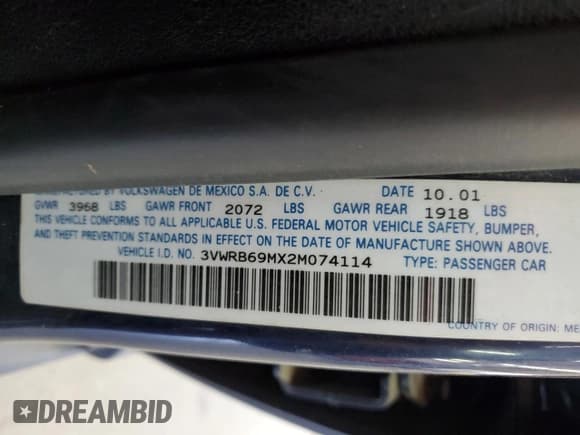 BY VOLKSWAGEN DE MEXICO S.A. DE C.V. DATE 10.01
GVWR 3968 LBS GAWR FRONT 2072 LBS GAWR REAR 1918 LBS
THIS VEHICLE CONFORMS TO ALL APPLICABLE U.S. FEDERAL MOTOR VEHICLE SAFETY, BUMPER,
AND THEFT PREVENTION STANDARDS IN EFFECT ON THE DATE OF MANUFACTURE SHOWN ABOVE.
VEHICLE I.D. NO. 3VWRB69MX2M074114 TYPE: PASSENGER CAR
COUNTRY OF ORIGIN: ME
DREAMBID